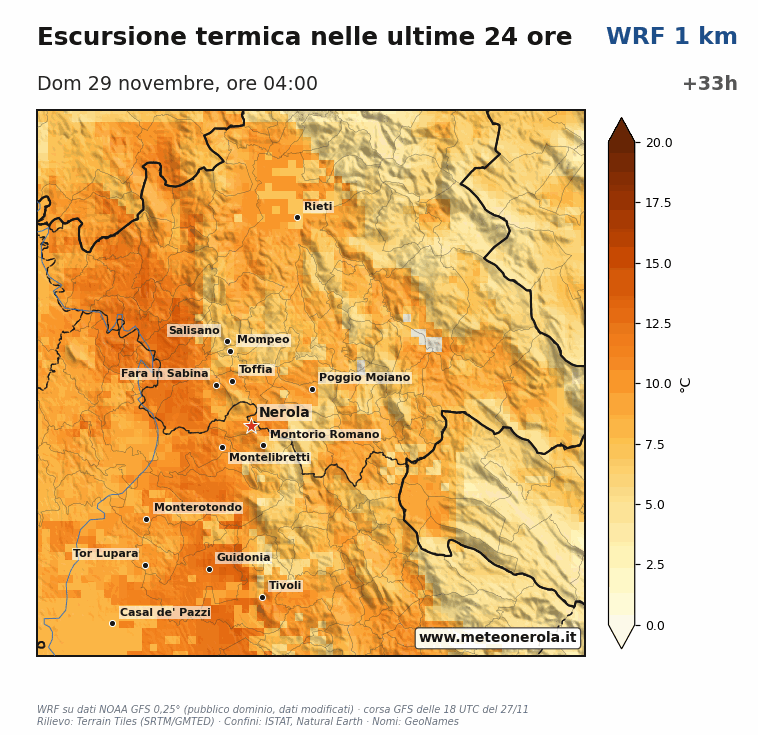 Escursione termica nelle ultime 24 ore
WRF 1 km
Dom 29 novembre, ore 04:00
+33h
Rieti
Salisano
Mompeo
Fara in Sabina
Toffia
Poggio Moiano
Nerola
Montorio Romano
Montelibretti
Monterotondo
Tor Lupara
Guidonia
Tivoli
Casal de' Pazzi
www.meteonerola.it
20.0
17.5
15.0
12.5
10.0
7.5
5.0
2.5
0.0
°C
WRF su dati NOAA GFS 0,25° (pubblico dominio, dati modificati) · corsa GFS delle 18 UTC del 27/11
Rilievo: Terrain Tiles (SRTM/GMTED) · Confini: ISTAT, Natural Earth · Nomi: GeoNames